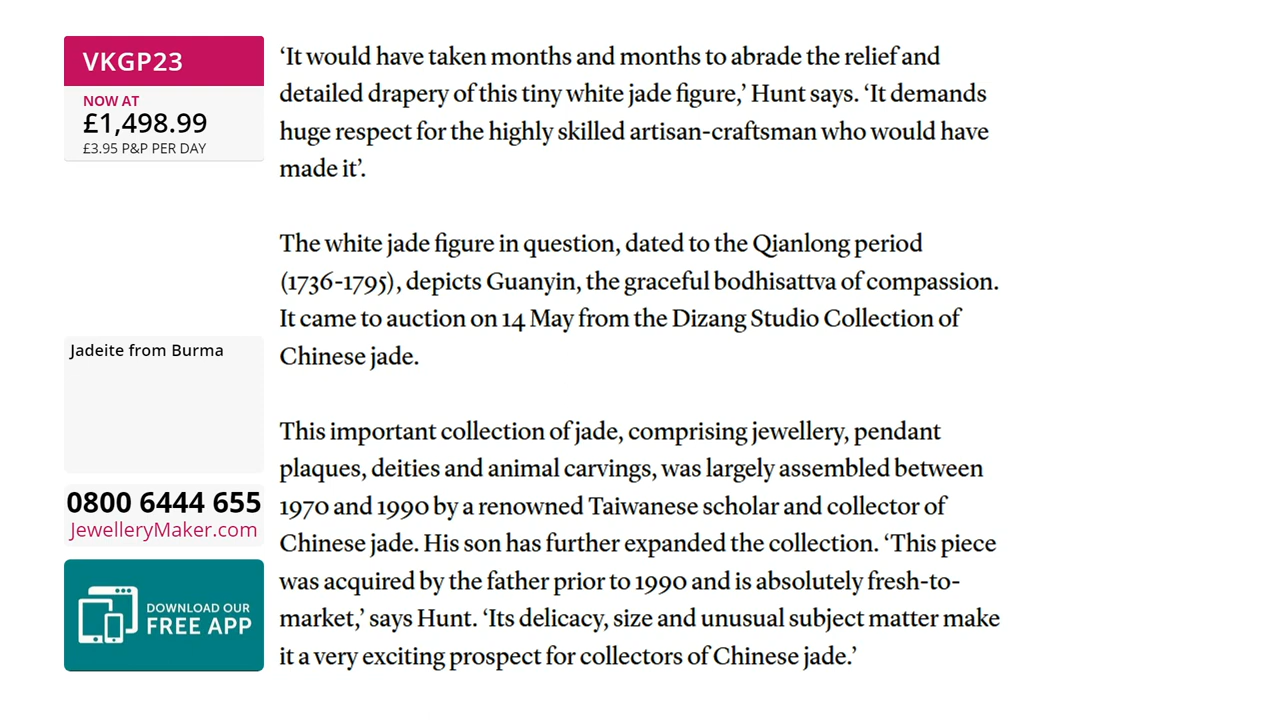 VKGP23
NOW AT
£1,498.99
£3.95 P&P PER DAY
Jadeite from Burma
0800 6444 655
JewelleryMaker.com
DOWNLOAD OUR
FREE APP
‘It would have taken months and months to abrade the relief and
detailed drapery of this tiny white jade figure,’ Hunt says. ‘It demands
huge respect for the highly skilled artisan-craftsman who would have
made it’.
The white jade figure in question, dated to the Qianlong period
(1736-1795), depicts Guanyin, the graceful bodhisattva of compassion.
It came to auction on 14 May from the Dizang Studio Collection of
Chinese jade.
This important collection of jade, comprising jewellery, pendant
plaques, deities and animal carvings, was largely assembled between
1970 and 1990 by a renowned Taiwanese scholar and collector of
Chinese jade. His son has further expanded the collection. ‘This piece
was acquired by the father prior to 1990 and is absolutely fresh-to-
market,’ says Hunt. ‘Its delicacy, size and unusual subject matter make
it a very exciting prospect for collectors of Chinese jade.’